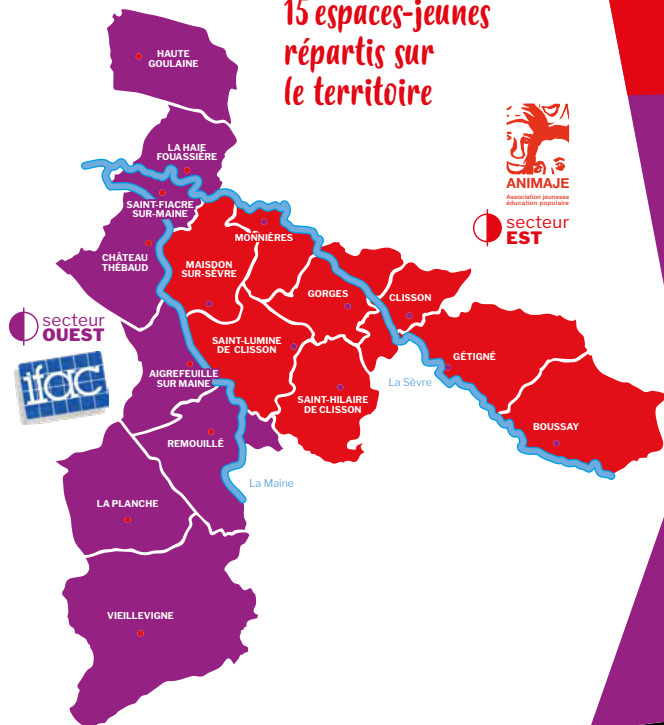 15 espaces-jeunes
répartis sur
le territoire
HAUTE
GOULAINE
LA HAIE
FOUASSIÈRE
SAINT-FIACRE
SUR-MAINE
CHÂTEAU
THÉBAUD
MONNIÈRES
MAISDON
SUR-SÈVRE
GORGES
CLISSON
ANIMAJE
Association jeunesse
éducation populaire
secteur
EST
secteur
OUEST
ifac
SAINT-LUMINE
DE CLISSON
AIGREFEUILLE
SUR MAINE
SAINT-HILAIRE
DE CLISSON
La Sèvre
GÉTIGNÉ
BOUSSAY
REMOUILLÉ
La Maine
LA PLANCHE
VIEILLEVIGNE